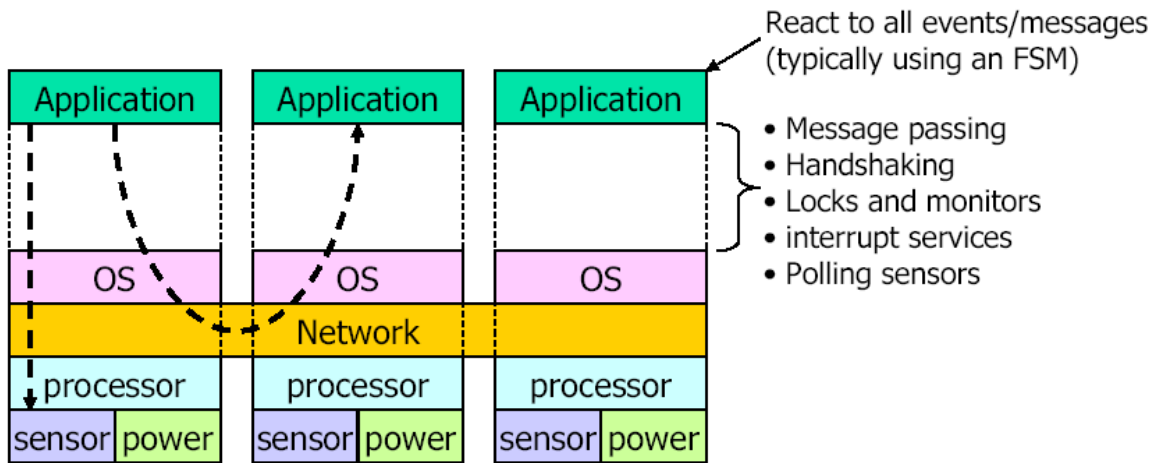 React to all events/messages
(typically using an FSM)
Application Application Application
• Message passing
• Handshaking
• Locks and monitors
• interrupt services
• Polling sensors
OS OS OS
Network
processor processor processor
sensor power sensor power sensor power